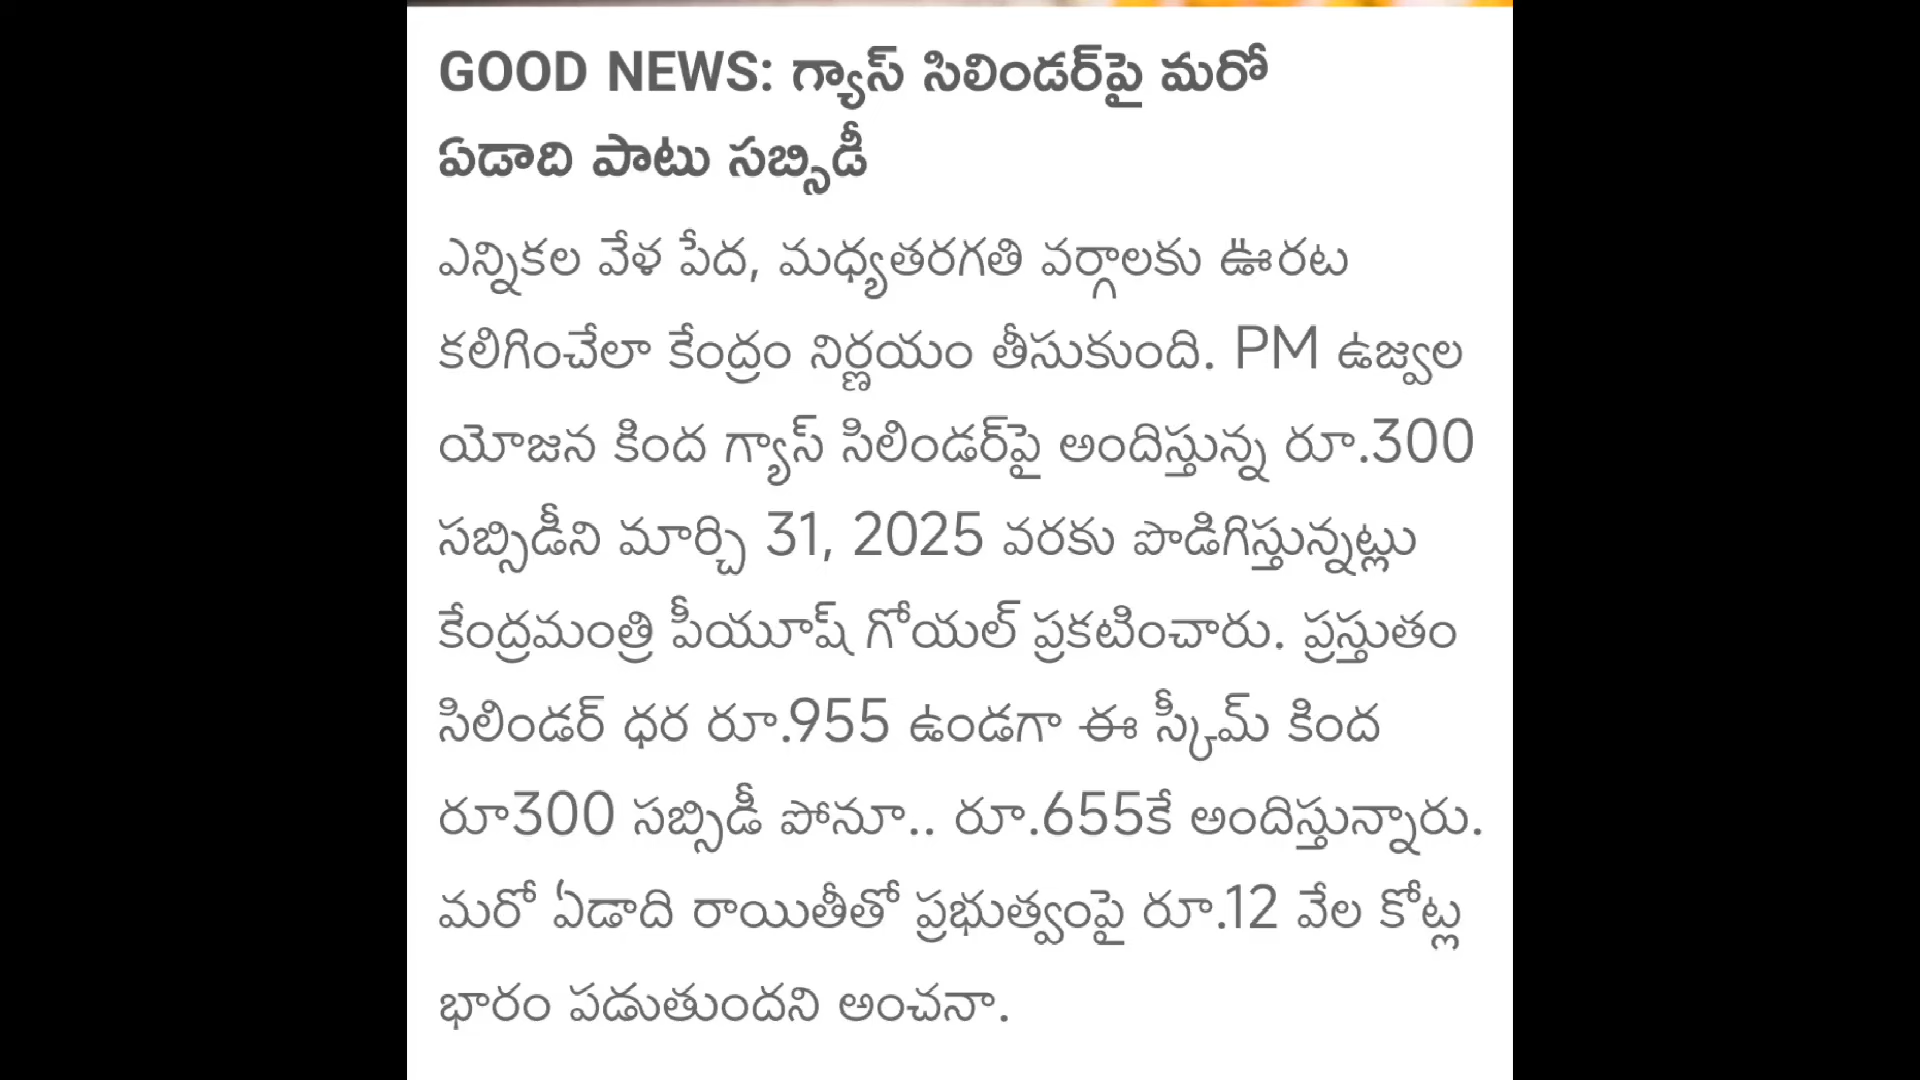 GOOD NEWS: గ్యాస్ సిలిండర్‌పై మరో
ఏడాది పాటు సబ్సిడీ
ఎన్నికల వేళ పేద, మధ్యతరగతి వర్గాలకు ఊరట
కలిగించేలా కేంద్రం నిర్ణయం తీసుకుంది. PM ఉజ్వల
యోజన కింద గ్యాస్ సిలిండర్‌పై అందిస్తున్న రూ.300
సబ్సిడీని మార్చి 31, 2025 వరకు పొడిగిస్తున్నట్లు
కేంద్రమంత్రి పీయూష్ గోయల్ ప్రకటించారు. ప్రస్తుతం
సిలిండర్ ధర రూ.955 ఉండగా ఈ స్కీమ్ కింద
రూ300 సబ్సిడీ పోనూ.. రూ.655కే అందిస్తున్నారు.
మరో ఏడాది రాయితీతో ప్రభుత్వంపై రూ.12 వేల కోట్ల
భారం పడుతుందని అంచనా.